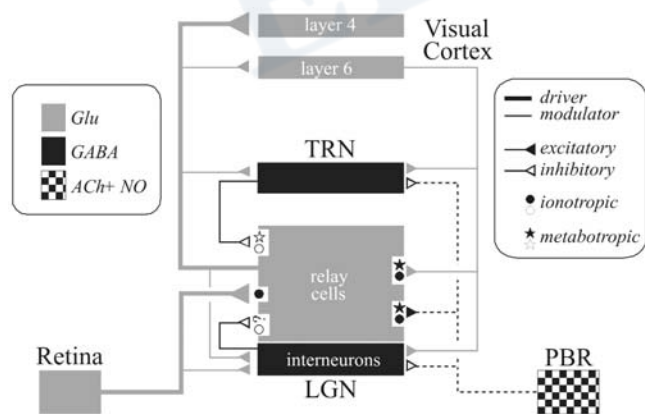 layer 4
Visual
Cortex
layer 6
Glu
GABA
ACh+ NO
driver
modulator
excitatory
inhibitory
ionotropic
metabotropic
TRN
relay
cells
interneurons
LGN
Retina
PBR